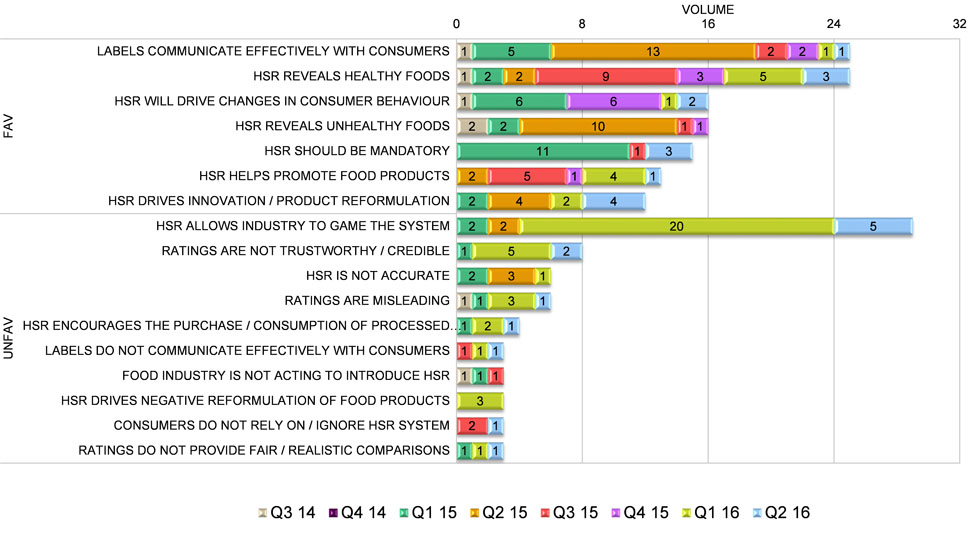 VOLUME
0 8 16 24 32
FAV
LABELS COMMUNICATE EFFECTIVELY WITH CONSUMERS 1 5 13 2 2 1 1
HSR REVEALS HEALTHY FOODS 1 2 2 9 3 5 3
HSR WILL DRIVE CHANGES IN CONSUMER BEHAVIOUR 1 6 6 1 2
HSR REVEALS UNHEALTHY FOODS 2 2 10 1 1
HSR SHOULD BE MANDATORY 11 1 3
HSR HELPS PROMOTE FOOD PRODUCTS 2 5 1 4 1
HSR DRIVES INNOVATION / PRODUCT REFORMULATION 2 4 2 4
UNFAV
HSR ALLOWS INDUSTRY TO GAME THE SYSTEM 2 2 20 5
RATINGS ARE NOT TRUSTWORTHY / CREDIBLE 1 5 2
HSR IS NOT ACCURATE 2 3 1
RATINGS ARE MISLEADING 1 1 3 1
HSR ENCOURAGES THE PURCHASE / CONSUMPTION OF PROCESSED... 1 2 1
LABELS DO NOT COMMUNICATE EFFECTIVELY WITH CONSUMERS 1 1 1
FOOD INDUSTRY IS NOT ACTING TO INTRODUCE HSR 1 1 1
HSR DRIVES NEGATIVE REFORMULATION OF FOOD PRODUCTS 3
CONSUMERS DO NOT RELY ON / IGNORE HSR SYSTEM 2 1
RATINGS DO NOT PROVIDE FAIR / REALISTIC COMPARISONS 1 1 1
Q3 14 Q4 14 Q1 15 Q2 15 Q3 15 Q4 15 Q1 16 Q2 16